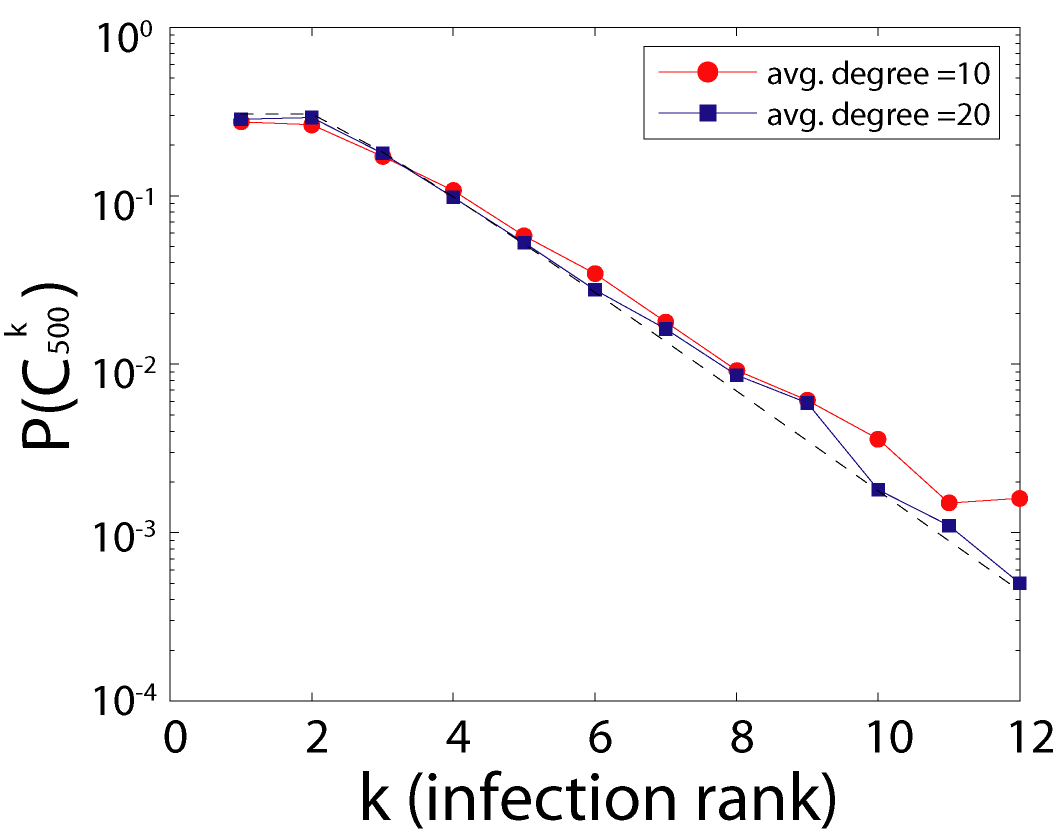 10^0
10^-1
10^-2
10^-3
10^-4
P(C^k_500)
avg. degree =10
avg. degree =20
0 2 4 6 8 10 12
k (infection rank)